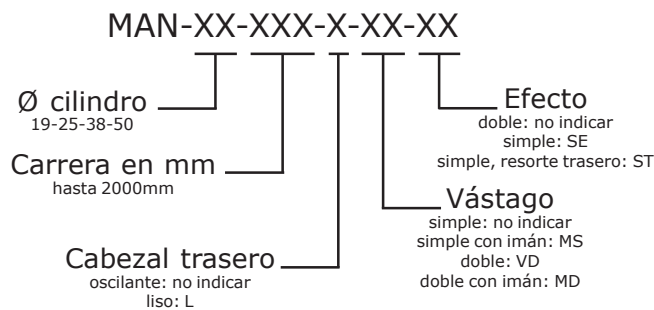 MAN-XX-XXX-X-XX-XX
Ø cilindro
19-25-38-50
Carrera en mm
hasta 2000mm
Cabezal trasero
oscilante: no indicar
liso: L
Efecto
doble: no indicar
simple: SE
simple, resorte trasero: ST
Vástago
simple: no indicar
simple con imán: MS
doble: VD
doble con imán: MD